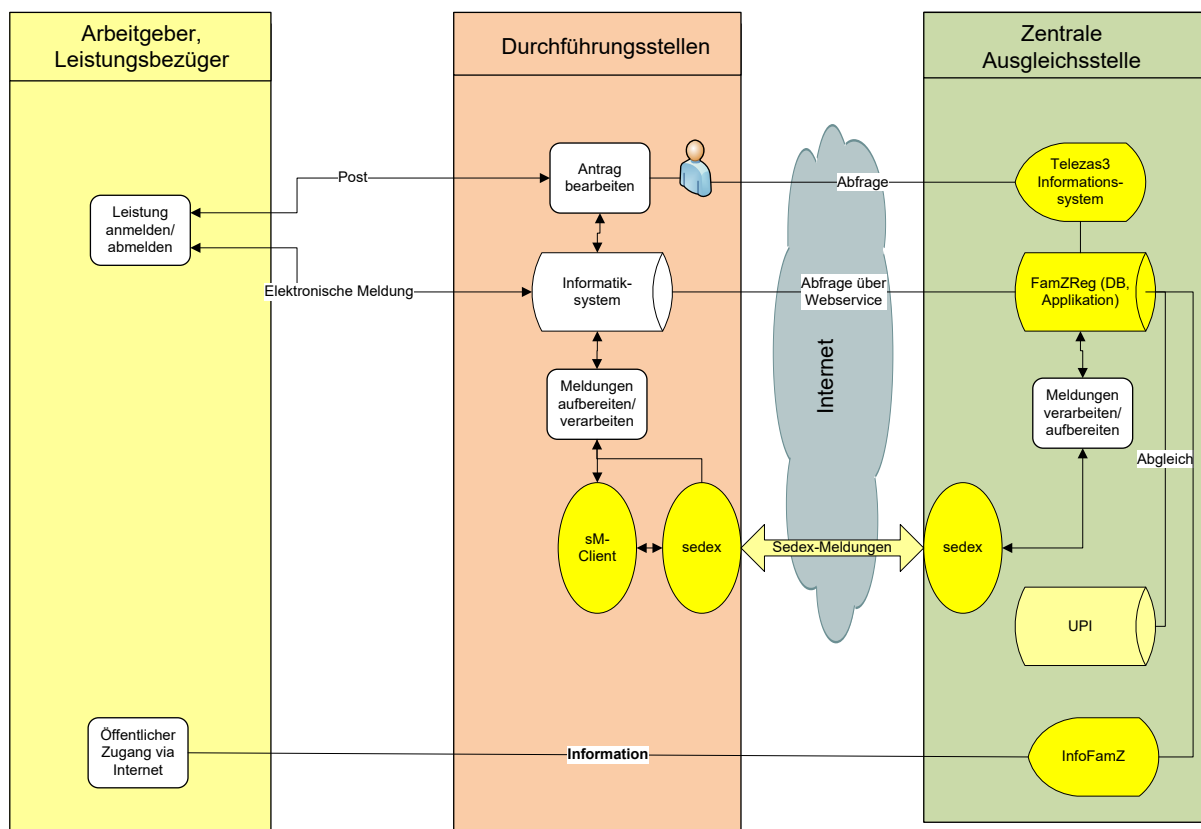 Arbeitgeber,
Leistungsbezüger
Durchführungsstellen
Zentrale
Ausgleichsstelle
Antrag
bearbeiten
Telezas3
Informations-
system
Post
Abfrage
Leistung
anmelden/
abmelden
Elektronische Meldung
Informatik-
system
Abfrage über
Webservice
FamZReg (DB,
Applikation)
Internet
Meldungen
aufbereiten/
verarbeiten
Meldungen
verarbeiten/
aufbereiten
Abgleich
sM-
Client
sedex
Sedex-Meldungen
sedex
UPI
Öffentlicher
Zugang via
Internet
Information
InfoFamZ